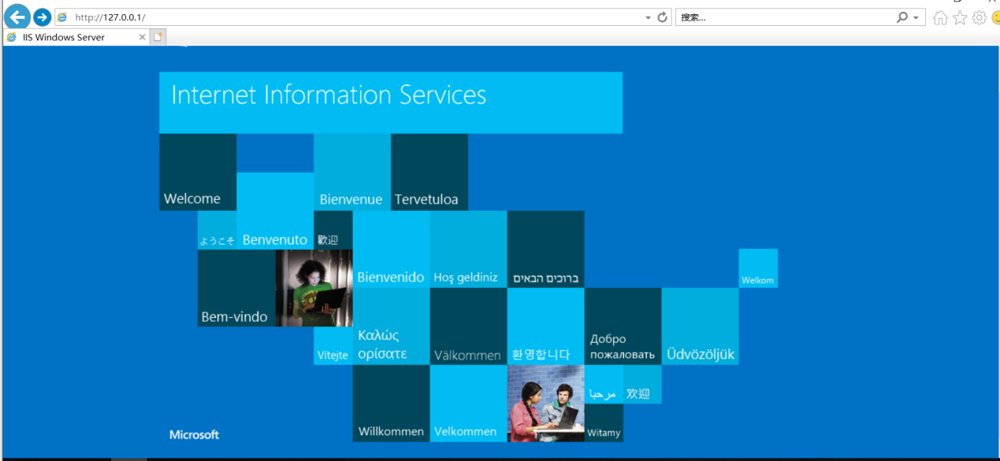 http://127.0.0.1/
搜索...
IIS Windows Server
Internet Information Services
Welcome
Bienvenue
Tervetuloa
ようこそ
Benvenuto
歡迎
Bienvenido
Hoş geldiniz
ברוכים הבאים
Welkom
Bem-vindo
Vítejte
Καλώς
ορίσατε
Välkommen
환영합니다
Добро
пожаловать
Üdvözöljük
مرحبا
欢迎
Microsoft
Willkommen
Velkommen
Witamy